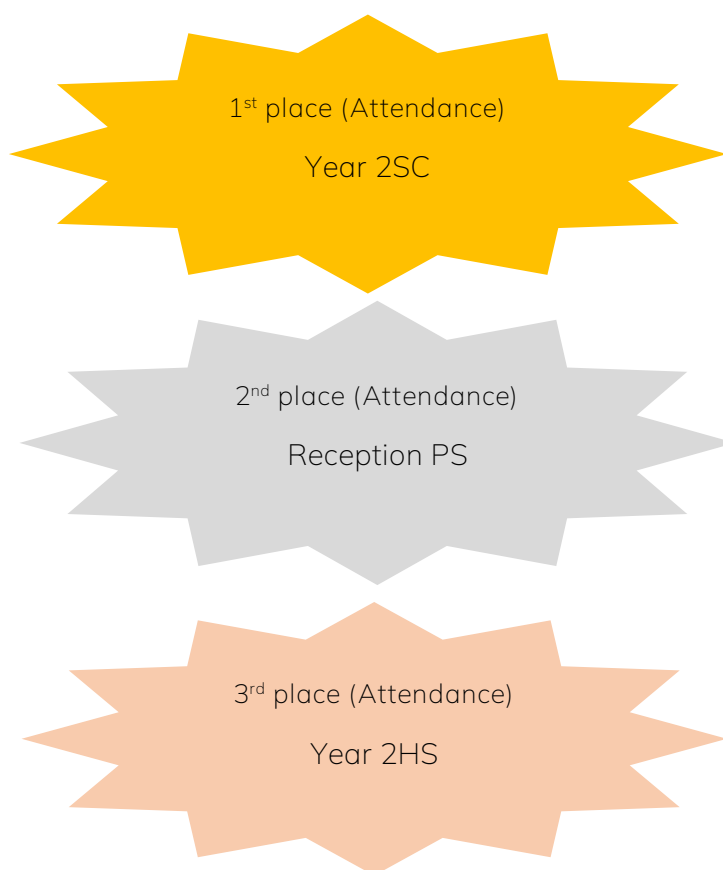 1st place (Attendance)
Year 2SC
2nd place (Attendance)
Reception PS
3rd place (Attendance)
Year 2HS